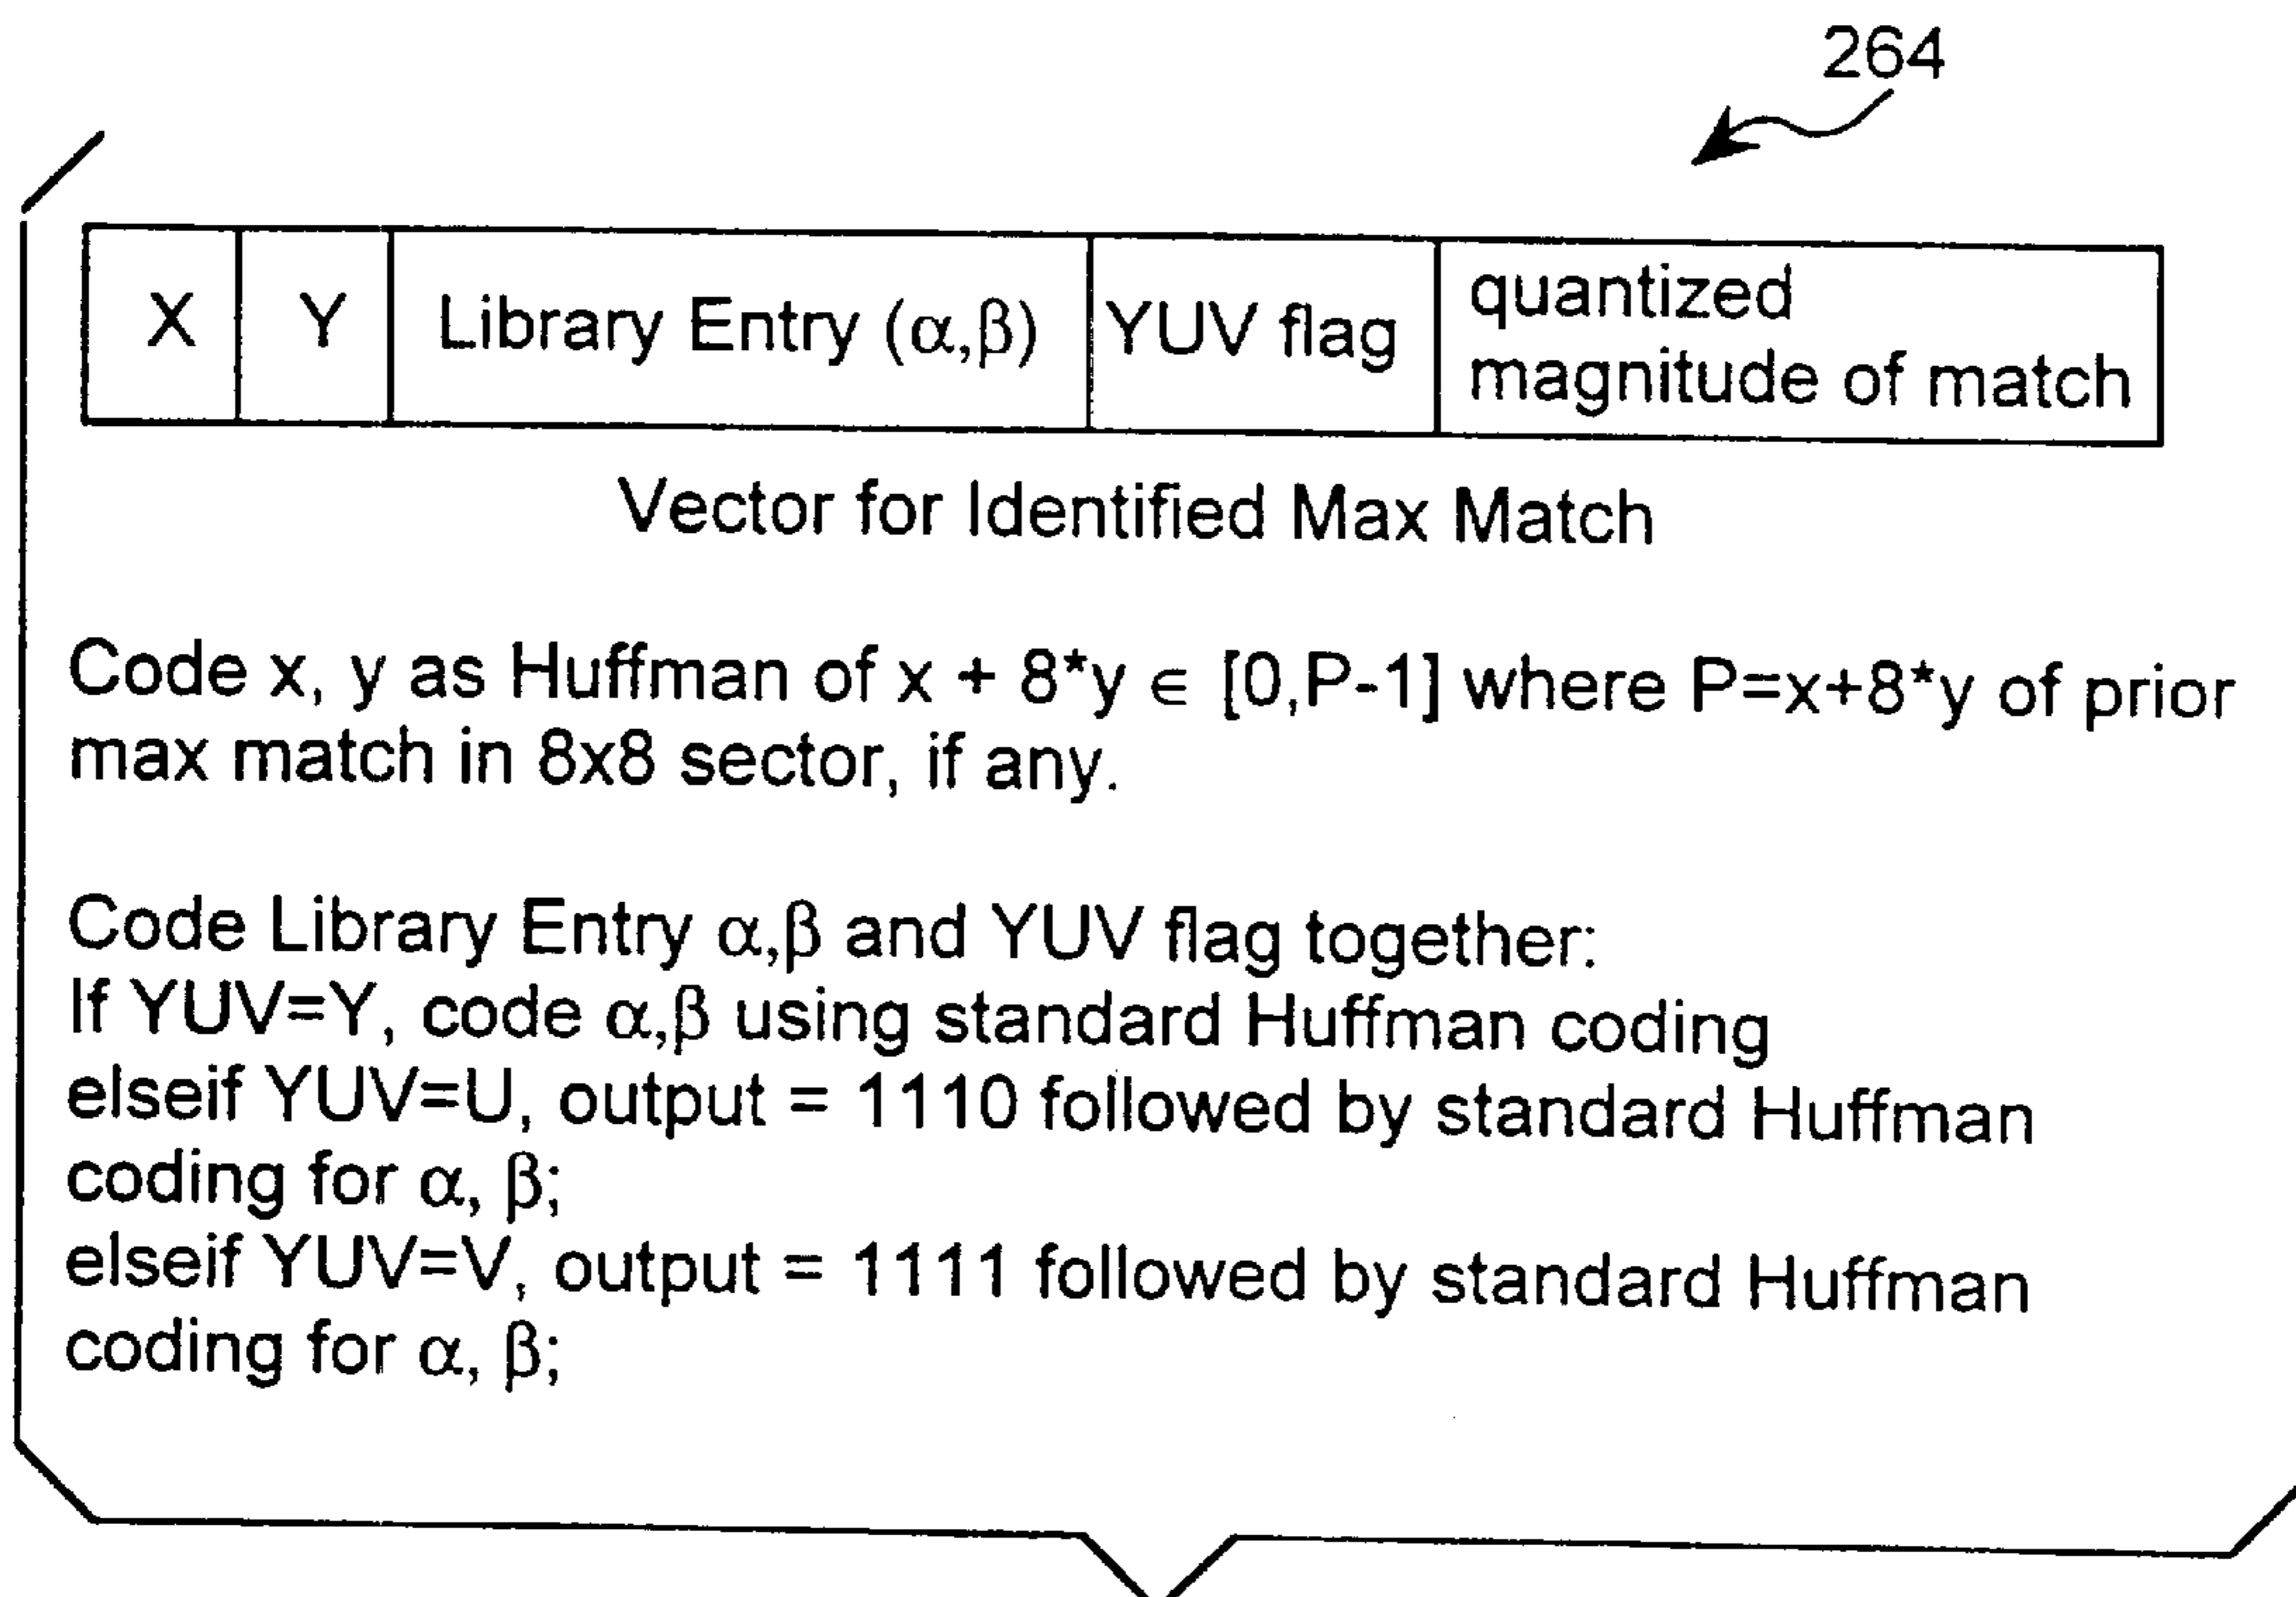 264
X Y Library Entry (α,β) YUV flag quantized
magnitude of match
Vector for Identified Max Match
Code x, y as Huffman of x + 8*y ∈ [0,P-1] where P=x+8*y of prior
max match in 8x8 sector, if any.
Code Library Entry α,β and YUV flag together:
If YUV=Y, code α,β using standard Huffman coding
elseif YUV=U, output = 1110 followed by standard Huffman
coding for α, β;
elseif YUV=V, output = 1111 followed by standard Huffman
coding for α, β;